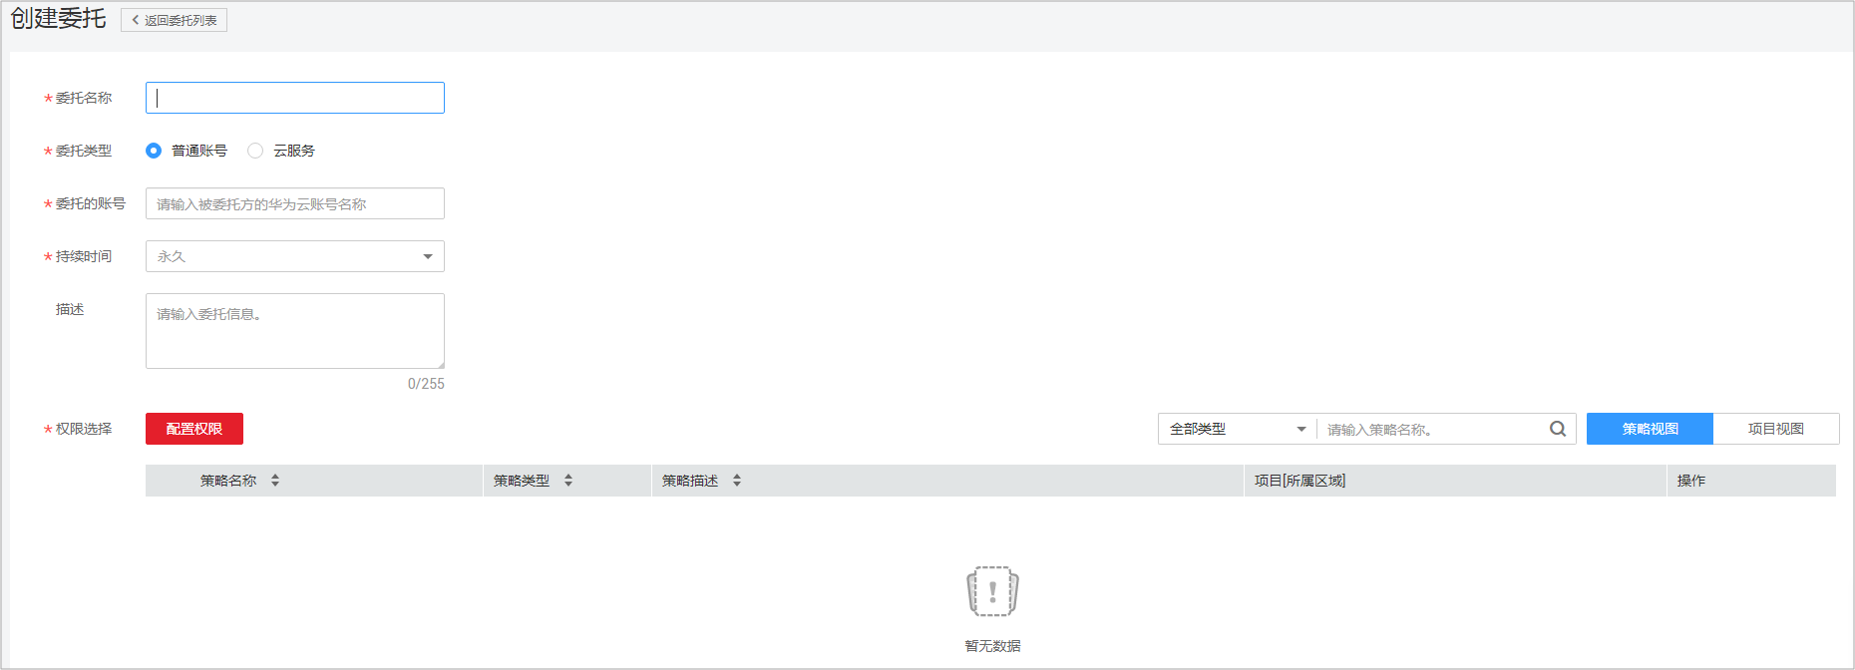 创建委托 返回委托列表
* 委托名称
* 委托类型 普通账号 云服务
* 委托的账号 请输入被委托方的华为云账号名称
* 持续时间 永久
描述 请输入委托信息。
0/255
* 权限选择 配置权限 全部类型 请输入策略名称。 策略视图 项目视图
策略名称 策略类型 策略描述 项目[所属区域] 操作
暂无数据